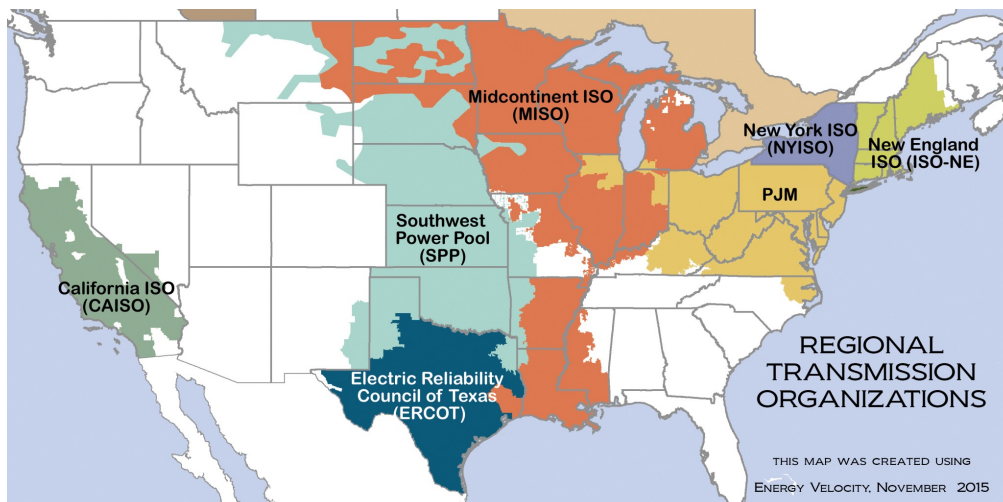 Midcontinent ISO
(MISO)
New York ISO
(NYISO)
New England
ISO (ISO-NE)
PJM
Southwest
Power Pool
(SPP)
California ISO
(CAISO)
Electric Reliability
Council of Texas
(ERCOT)
REGIONAL
TRANSMISSION
ORGANIZATIONS
THIS MAP WAS CREATED USING
ENERGY VELOCITY, NOVEMBER 2015